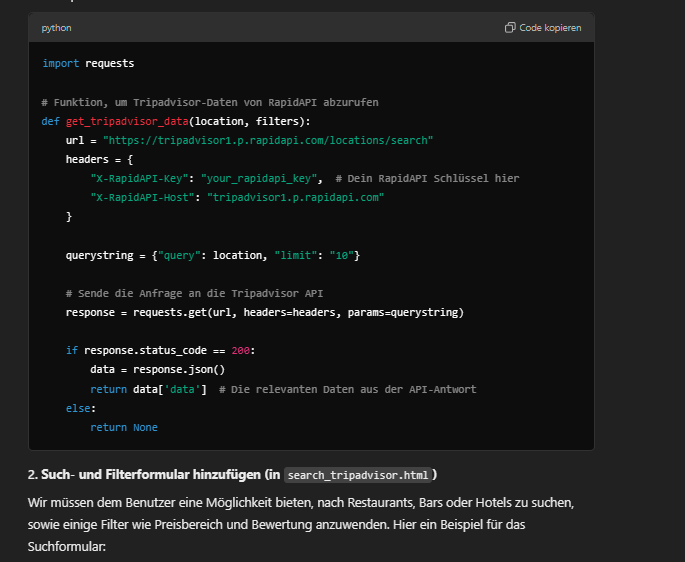 python
Code kopieren
import requests
# Funktion, um Tripadvisor-Daten von RapidAPI abzurufen
def get_tripadvisor_data(location, filters):
    url = "https://tripadvisor1.p.rapidapi.com/locations/search"
    headers = {
        "X-RapidAPI-Key": "your_rapidapi_key",  # Dein RapidAPI Schlüssel hier
        "X-RapidAPI-Host": "tripadvisor1.p.rapidapi.com"
    }
    querystring = {"query": location, "limit": "10"}
    # Sende die Anfrage an die Tripadvisor API
    response = requests.get(url, headers=headers, params=querystring)
    if response.status_code == 200:
        data = response.json()
        return data['data']  # Die relevanten Daten aus der API-Antwort
    else:
        return None
2. Such- und Filterformular hinzufügen (in search_tripadvisor.html)
Wir müssen dem Benutzer eine Möglichkeit bieten, nach Restaurants, Bars oder Hotels zu suchen,
sowie einige Filter wie Preisbereich und Bewertung anzuwenden. Hier ein Beispiel für das
Suchformular: